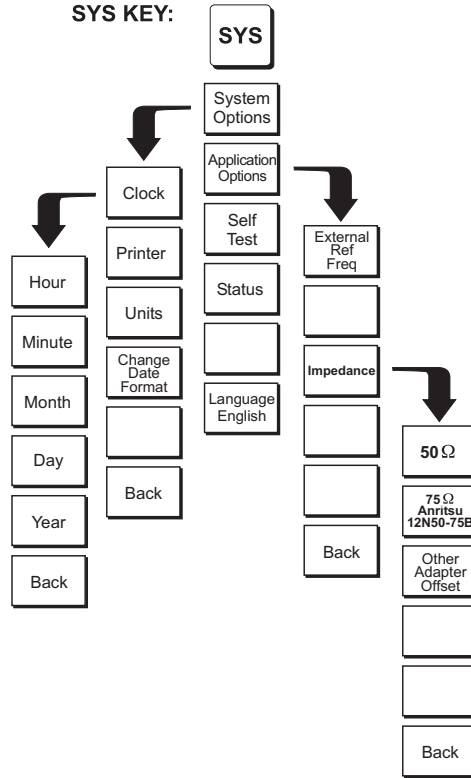 SYS KEY:
SYS
System
Options
Application
Options
Self
Test
Status
Language
English
Clock
Printer
Units
Change
Date
Format
Back
Hour
Minute
Month
Day
Year
Back
External
Ref
Freq
Impedance
Back
50 Ω
75 Ω
Anritsu
12N50-75B
Other
Adapter
Offset
Back